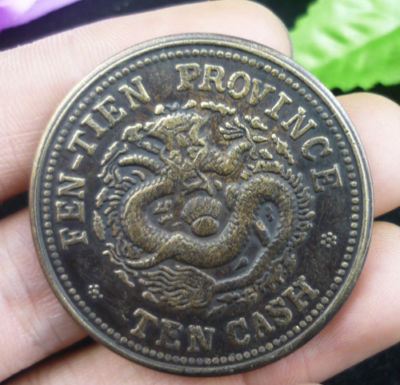 FEN-TIEN PROVINCE
TEN CASH